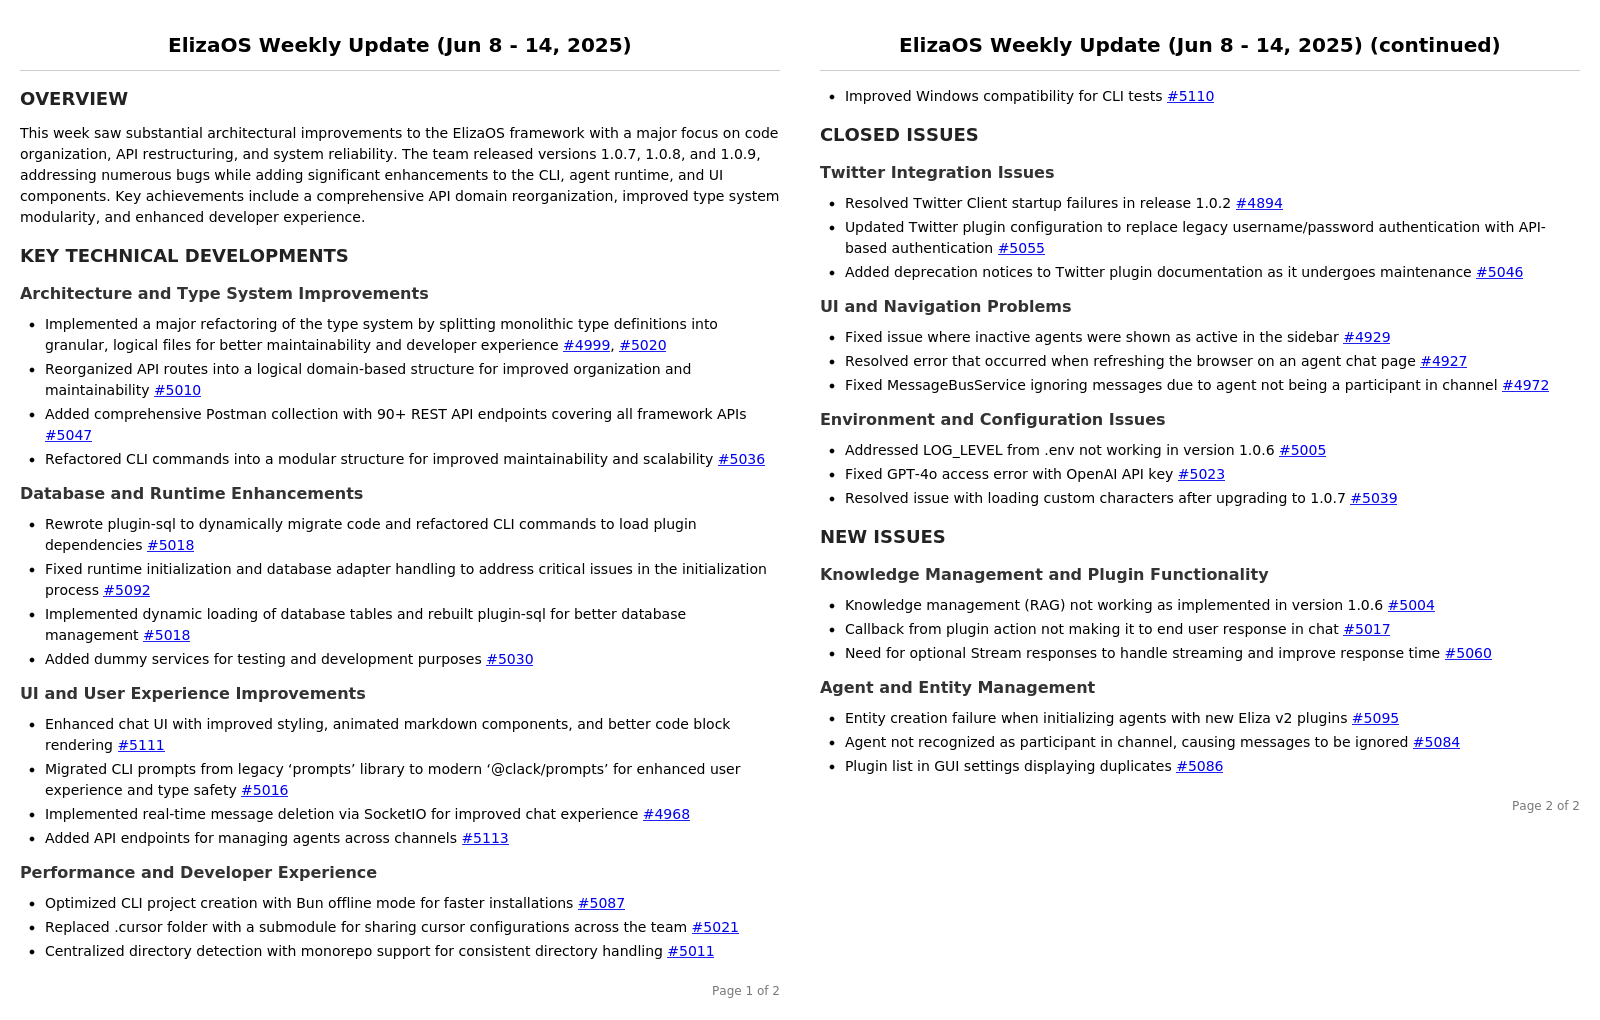 ElizaOS Weekly Update (Jun 8 - 14, 2025)
OVERVIEW
This week saw substantial architectural improvements to the ElizaOS framework with a major focus on code
organization, API restructuring, and system reliability. The team released versions 1.0.7, 1.0.8, and 1.0.9,
addressing numerous bugs while adding significant enhancements to the CLI, agent runtime, and UI
components. Key achievements include a comprehensive API domain reorganization, improved type system
modularity, and enhanced developer experience.
KEY TECHNICAL DEVELOPMENTS
Architecture and Type System Improvements
• Implemented a major refactoring of the type system by splitting monolithic type definitions into
granular, logical files for better maintainability and developer experience #4999, #5020
• Reorganized API routes into a logical domain-based structure for improved organization and
maintainability #5010
• Added comprehensive Postman collection with 90+ REST API endpoints covering all framework APIs
#5047
• Refactored CLI commands into a modular structure for improved maintainability and scalability #5036
Database and Runtime Enhancements
• Rewrote plugin-sql to dynamically migrate code and refactored CLI commands to load plugin
dependencies #5018
• Fixed runtime initialization and database adapter handling to address critical issues in the initialization
process #5092
• Implemented dynamic loading of database tables and rebuilt plugin-sql for better database
management #5018
• Added dummy services for testing and development purposes #5030
UI and User Experience Improvements
• Enhanced chat UI with improved styling, animated markdown components, and better code block
rendering #5111
• Migrated CLI prompts from legacy ‘prompts’ library to modern ‘@clack/prompts’ for enhanced user
experience and type safety #5016
• Implemented real-time message deletion via SocketIO for improved chat experience #4968
• Added API endpoints for managing agents across channels #5113
Performance and Developer Experience
• Optimized CLI project creation with Bun offline mode for faster installations #5087
• Replaced .cursor folder with a submodule for sharing cursor configurations across the team #5021
• Centralized directory detection with monorepo support for consistent directory handling #5011
Page 1 of 2
ElizaOS Weekly Update (Jun 8 - 14, 2025) (continued)
• Improved Windows compatibility for CLI tests #5110
CLOSED ISSUES
Twitter Integration Issues
• Resolved Twitter Client startup failures in release 1.0.2 #4894
• Updated Twitter plugin configuration to replace legacy username/password authentication with API-
based authentication #5055
• Added deprecation notices to Twitter plugin documentation as it undergoes maintenance #5046
UI and Navigation Problems
• Fixed issue where inactive agents were shown as active in the sidebar #4929
• Resolved error that occurred when refreshing the browser on an agent chat page #4927
• Fixed MessageBusService ignoring messages due to agent not being a participant in channel #4972
Environment and Configuration Issues
• Addressed LOG_LEVEL from .env not working in version 1.0.6 #5005
• Fixed GPT-4o access error with OpenAI API key #5023
• Resolved issue with loading custom characters after upgrading to 1.0.7 #5039
NEW ISSUES
Knowledge Management and Plugin Functionality
• Knowledge management (RAG) not working as implemented in version 1.0.6 #5004
• Callback from plugin action not making it to end user response in chat #5017
• Need for optional Stream responses to handle streaming and improve response time #5060
Agent and Entity Management
• Entity creation failure when initializing agents with new Eliza v2 plugins #5095
• Agent not recognized as participant in channel, causing messages to be ignored #5084
• Plugin list in GUI settings displaying duplicates #5086
Page 2 of 2